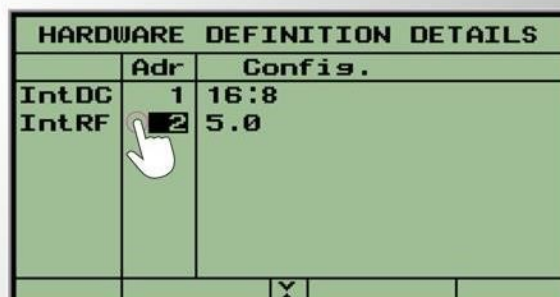 HARDWARE DEFINITION DETAILS
Adr Config.
IntDC 1 16:8
IntRF 2 5.0